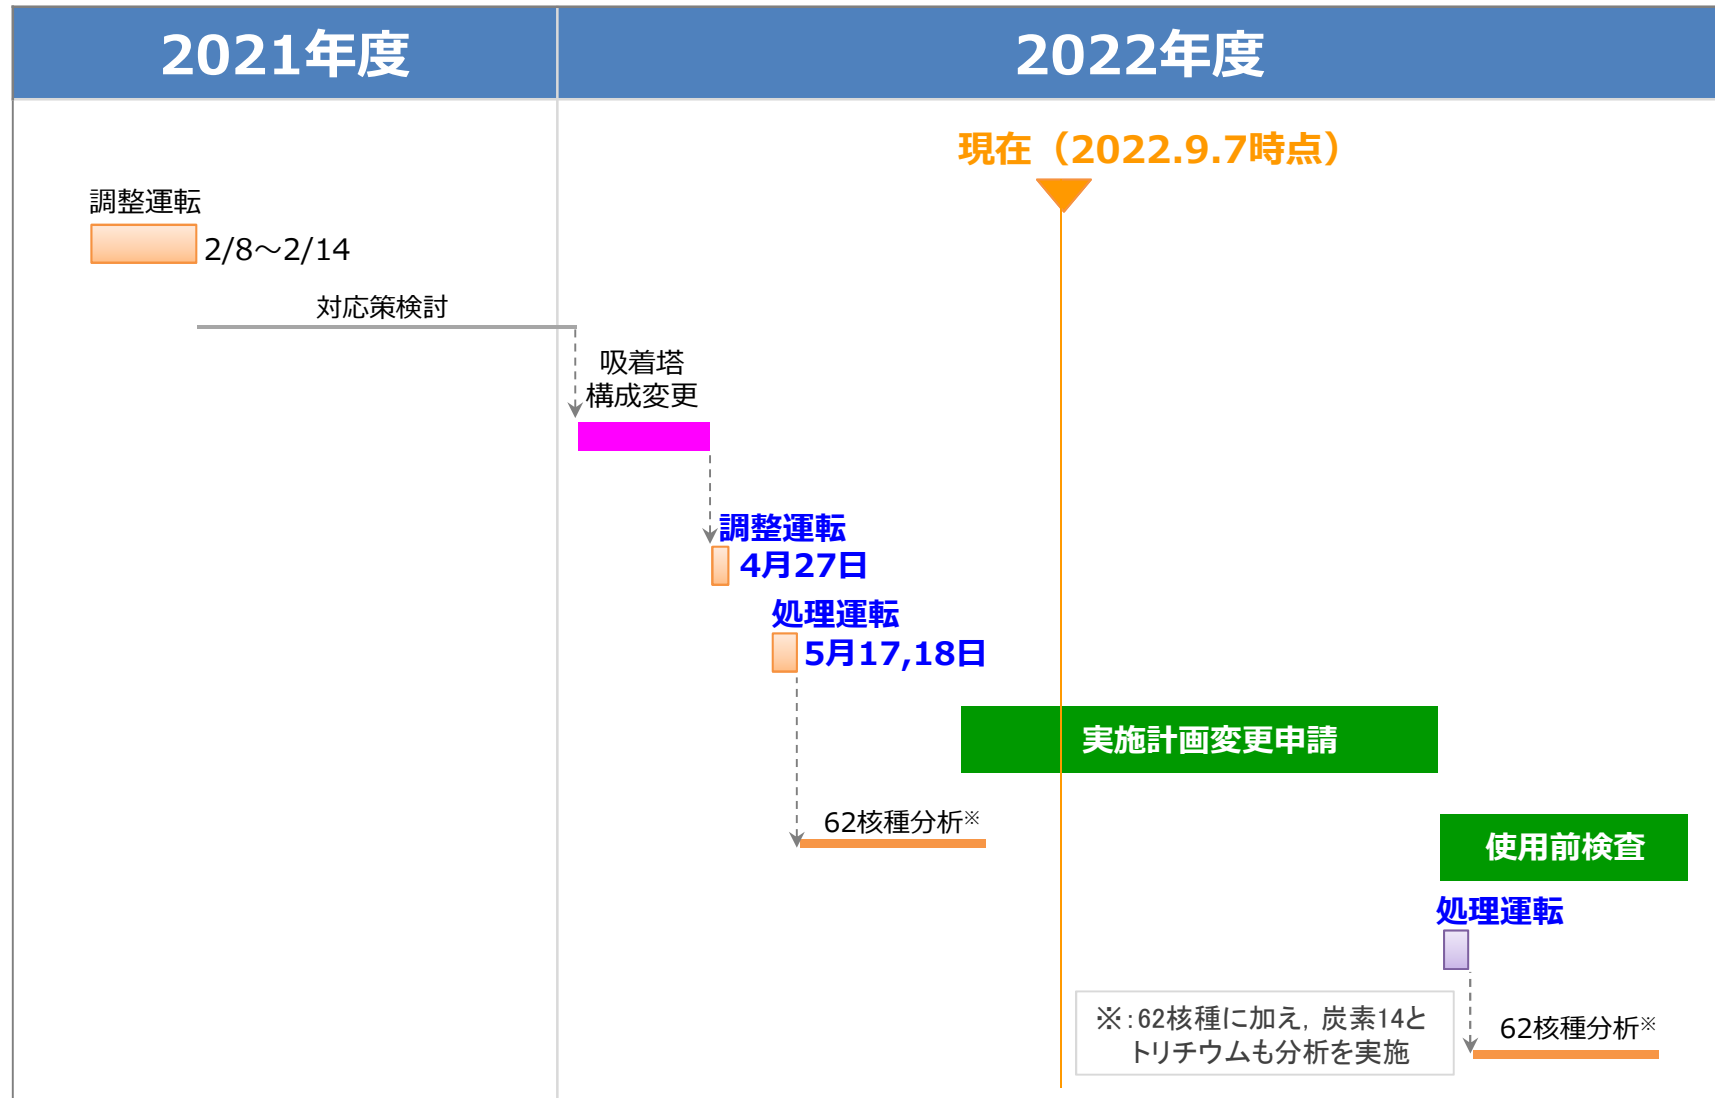 2021年度
2022年度
現在（2022.9.7時点）
調整運転
2/8～2/14
対応策検討
吸着塔
構成変更
調整運転
4月27日
処理運転
5月17,18日
実施計画変更申請
62核種分析※
使用前検査
処理運転
※：62核種に加え，炭素14と
トリチウムも分析を実施
62核種分析※